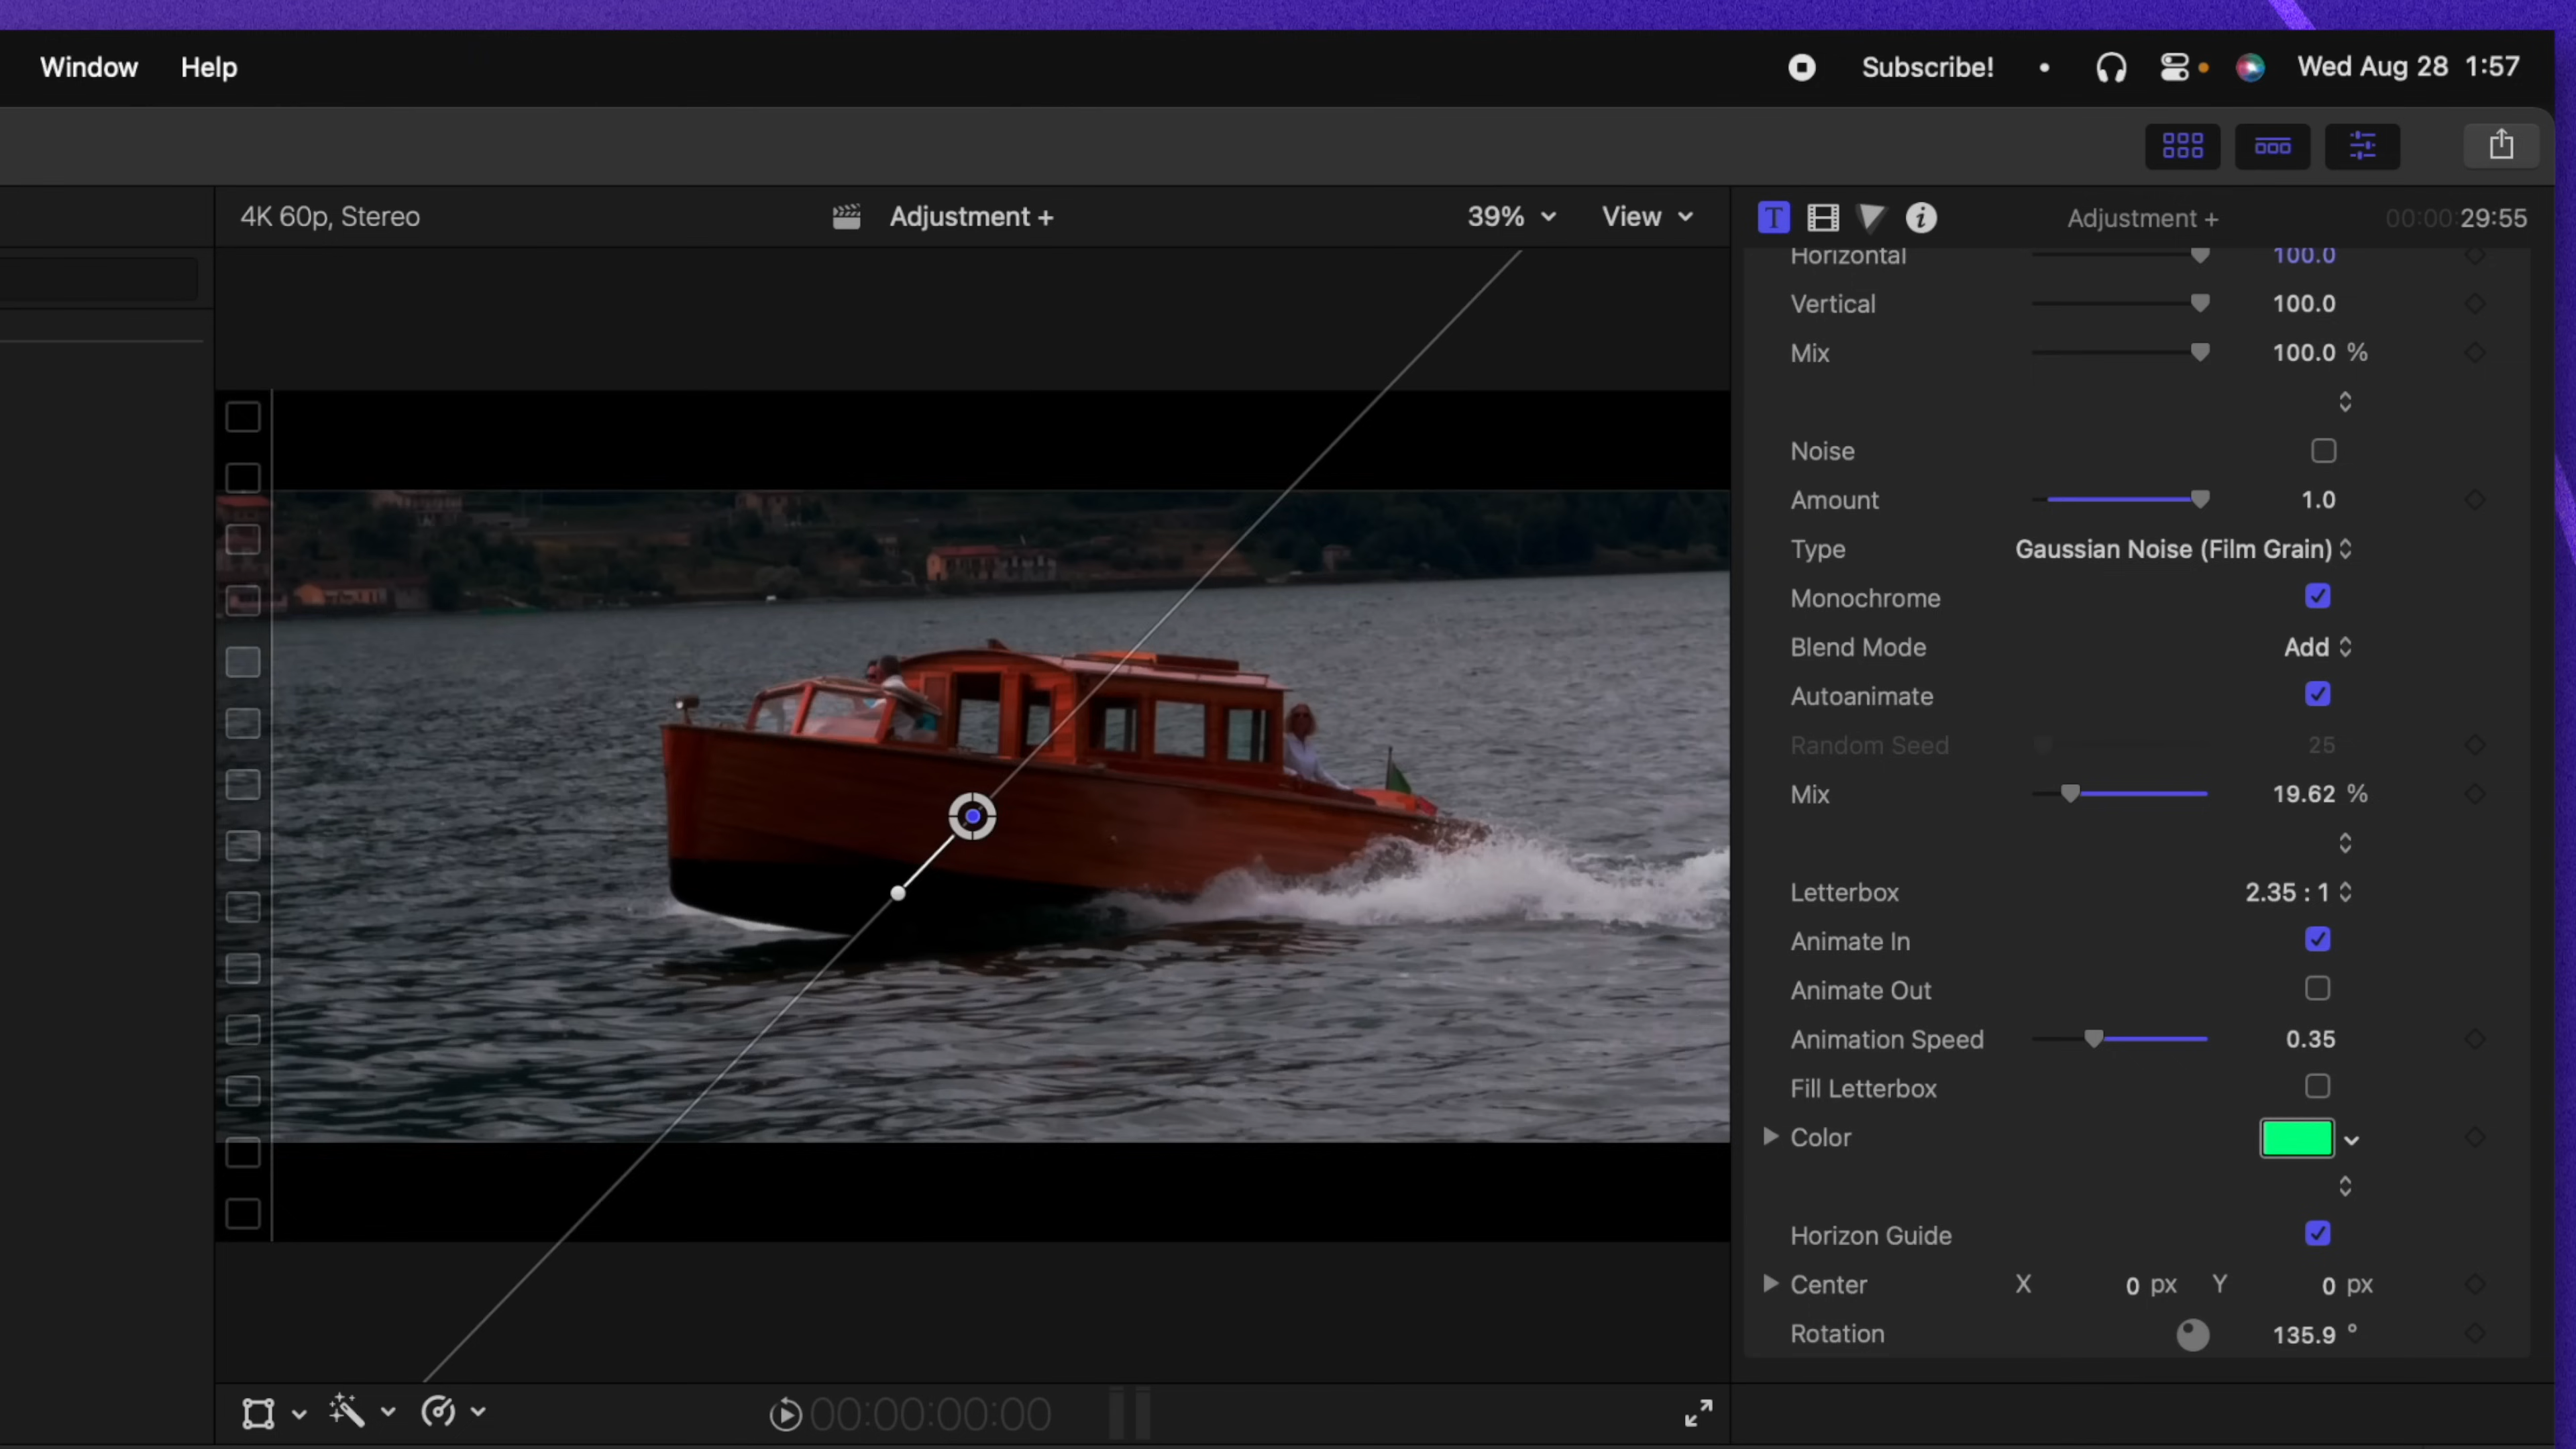 Window Help Subscribe! • Wed Aug 28 1:57
4K 60p, Stereo Adjustment + 39% View T i Adjustment + 00:00:29:55
Horizontal 100.0
Vertical 100.0
Mix 100.0 %
Noise
Amount 1.0
Type Gaussian Noise (Film Grain)
Monochrome
Blend Mode Add
Autoanimate
Random Seed 25
Mix 19.62 %
Letterbox 2.35 : 1
Animate In
Animate Out
Animation Speed 0.35
Fill Letterbox
Color
Horizon Guide
Center X 0 px Y 0 px
Rotation 135.9 °
00:00:00:00